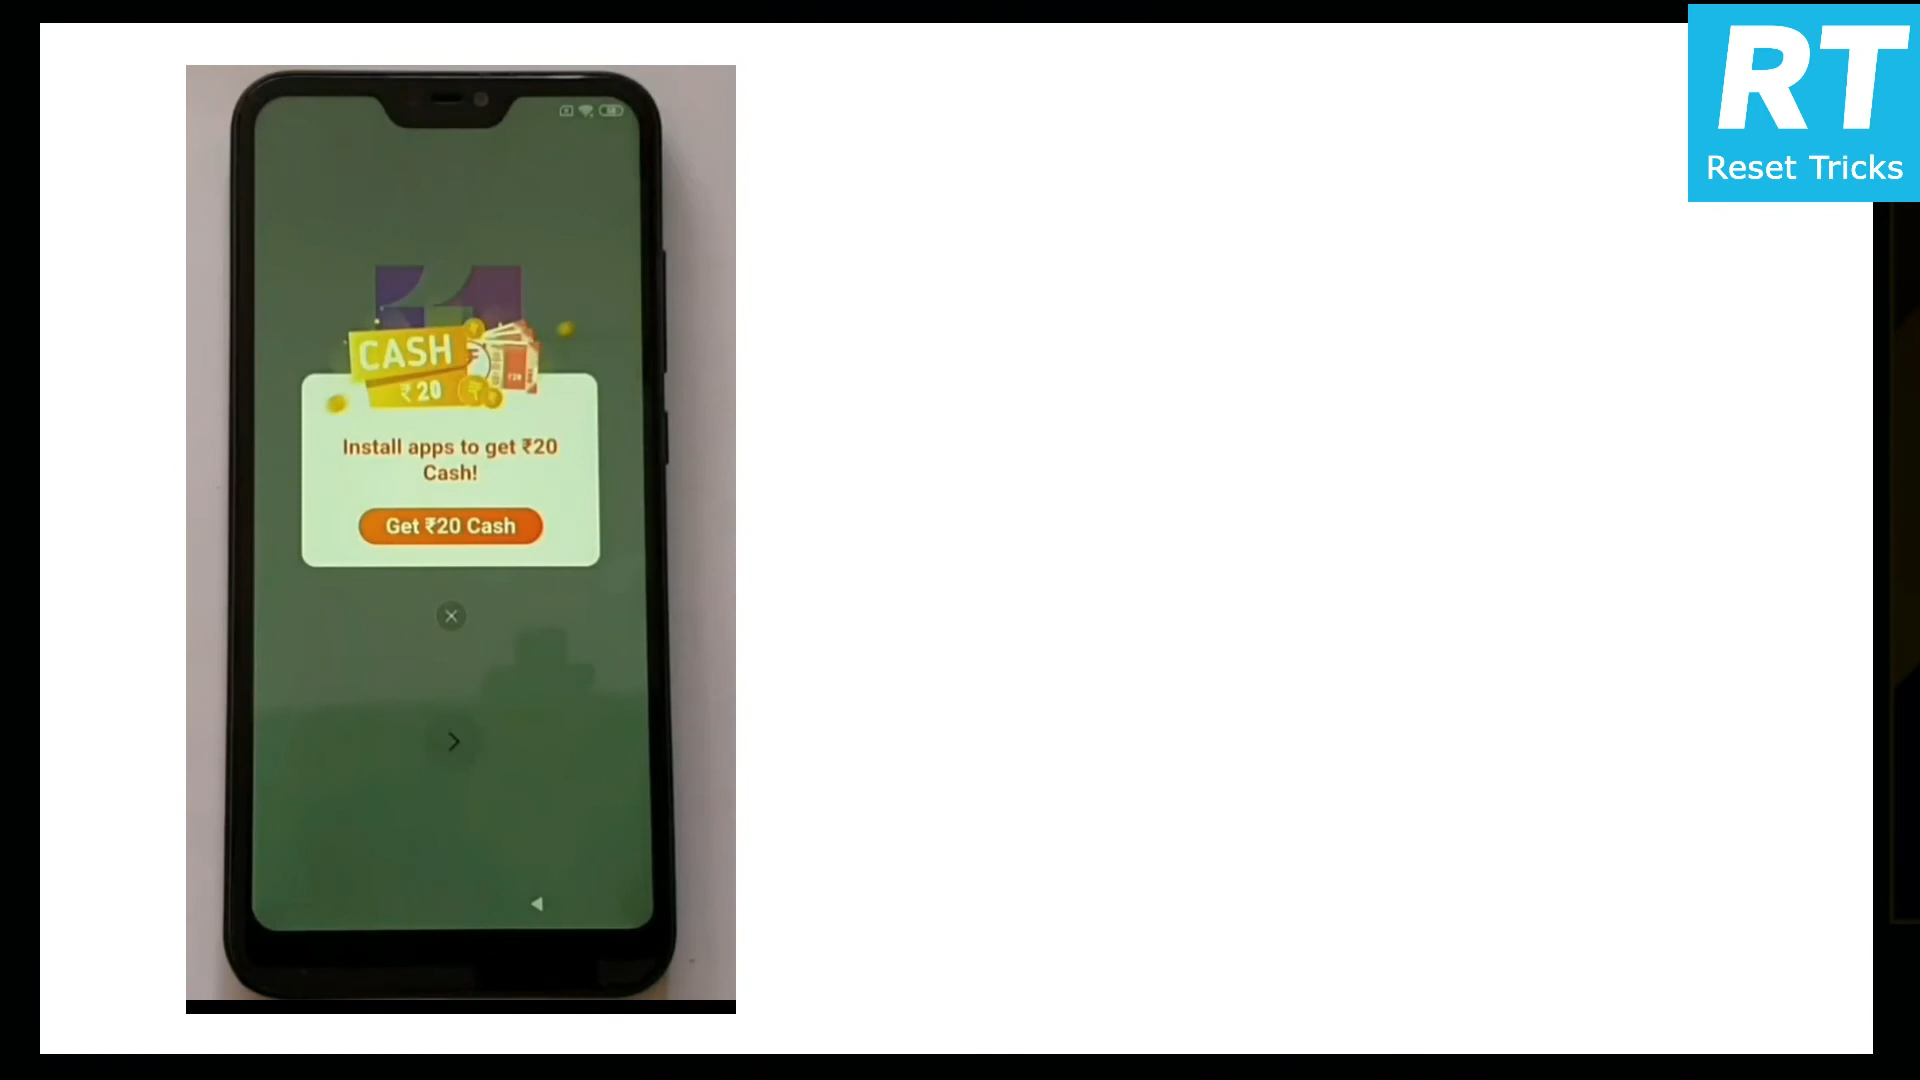 RT
Reset Tricks
CASH
₹20
Install apps to get ₹20
Cash!
Get ₹20 Cash